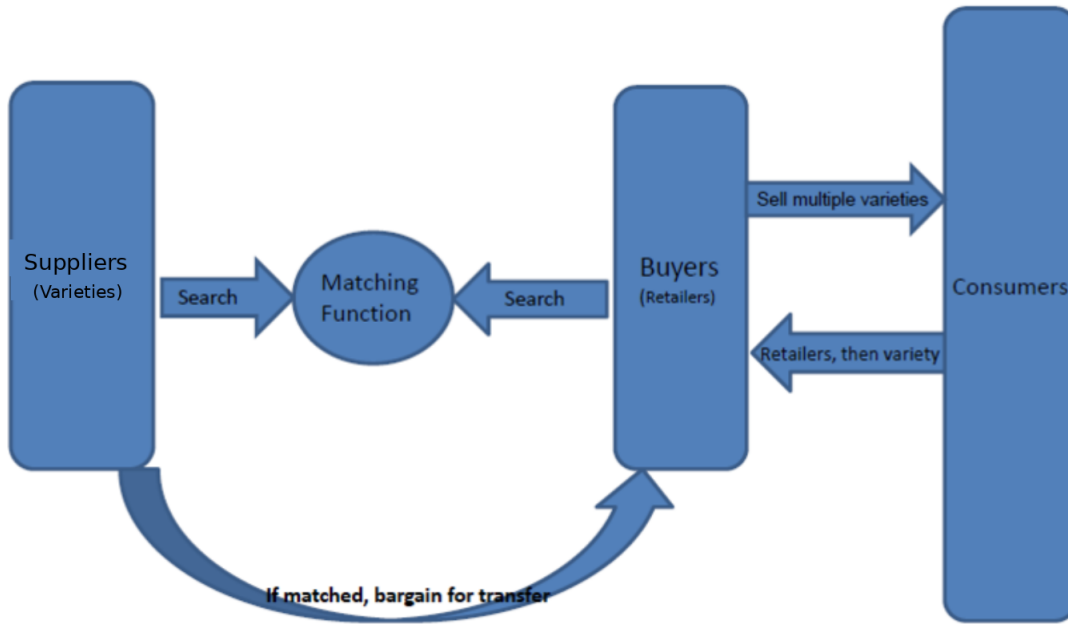 Suppliers
(Varieties)
Search
Matching
Function
Search
Buyers
(Retailers)
Sell multiple varieties
Retailers, then variety
Consumers
If matched, bargain for transfer